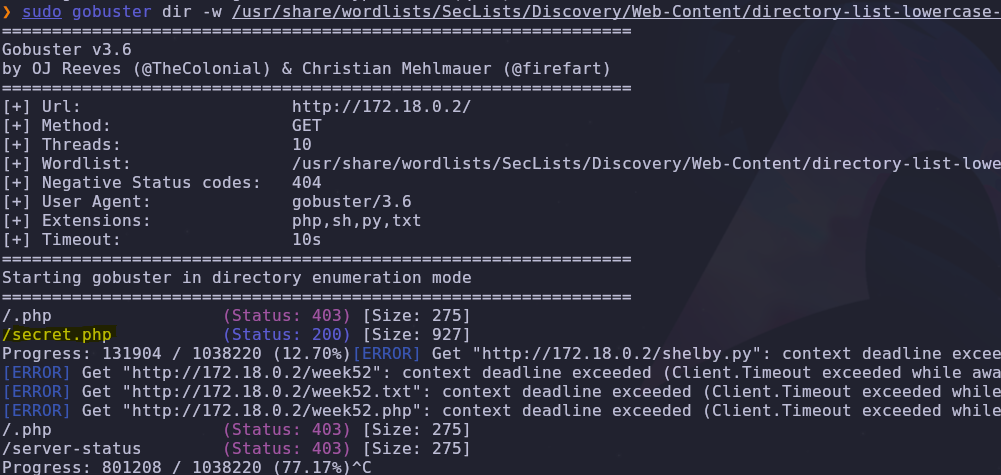 ❯ sudo gobuster dir -w /usr/share/wordlists/SecLists/Discovery/Web-Content/directory-list-lowercase-
===============================================================
Gobuster v3.6
by OJ Reeves (@TheColonial) & Christian Mehlmauer (@firefart)
===============================================================
[+] Url:                     http://172.18.0.2/
[+] Method:                  GET
[+] Threads:                 10
[+] Wordlist:                /usr/share/wordlists/SecLists/Discovery/Web-Content/directory-list-lowe
[+] Negative Status codes:   404
[+] User Agent:              gobuster/3.6
[+] Extensions:              php,sh,py,txt
[+] Timeout:                 10s
===============================================================
Starting gobuster in directory enumeration mode
===============================================================
/.php                 (Status: 403) [Size: 275]
/secret.php           (Status: 200) [Size: 927]
Progress: 131904 / 1038220 (12.70%)[ERROR] Get "http://172.18.0.2/shelby.py": context deadline excee
[ERROR] Get "http://172.18.0.2/week52": context deadline exceeded (Client.Timeout exceeded while awa
[ERROR] Get "http://172.18.0.2/week52.txt": context deadline exceeded (Client.Timeout exceeded while
[ERROR] Get "http://172.18.0.2/week52.php": context deadline exceeded (Client.Timeout exceeded while
/.php                 (Status: 403) [Size: 275]
/server-status        (Status: 403) [Size: 275]
Progress: 801208 / 1038220 (77.17%)^C